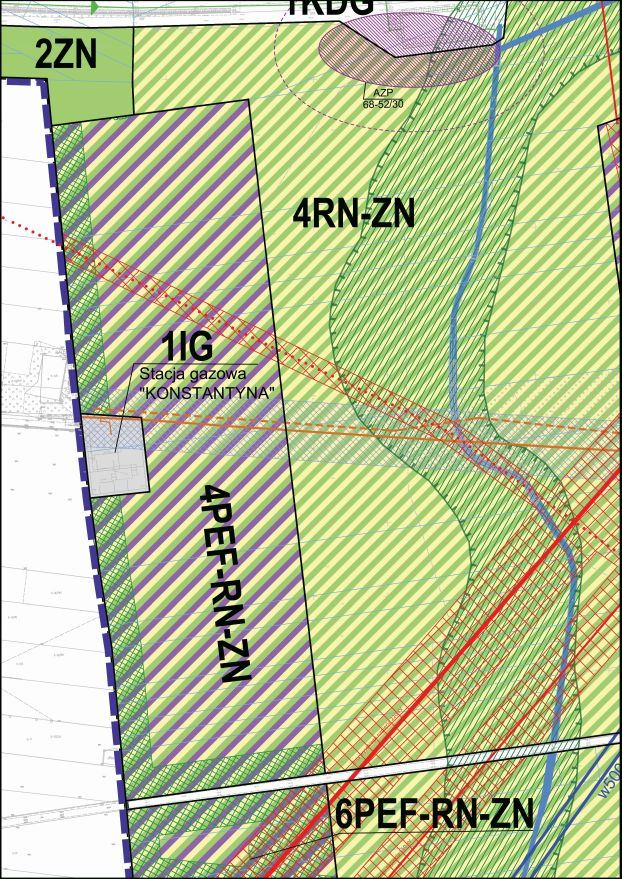 1KDG
2ZN
AZP
68-52/30
4RN-ZN
1IG
Stacja gazowa
"KONSTANTYNA"
4PEF-RN-ZN
6PEF-RN-ZN